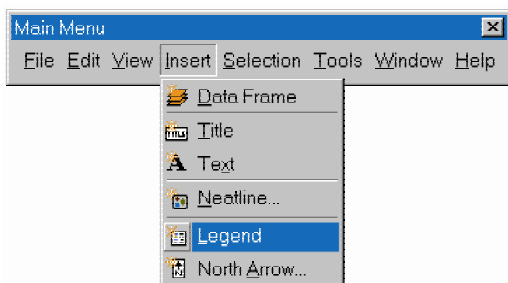 Main Menu
File Edit View Insert Selection Tools Window Help
Data Frame
Title
Text
Neatline...
Legend
North Arrow...